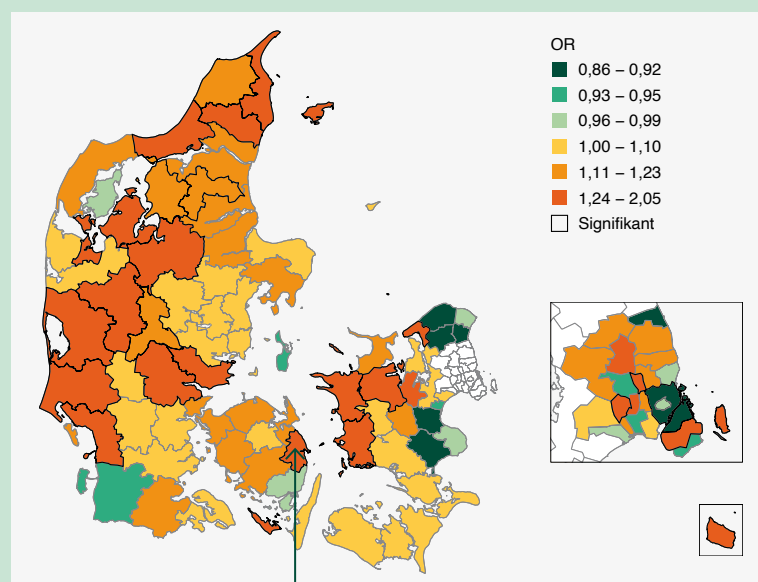 OR
0,86 – 0,92
0,93 – 0,95
0,96 – 0,99
1,00 – 1,10
1,11 – 1,23
1,24 – 2,05
Signifikant